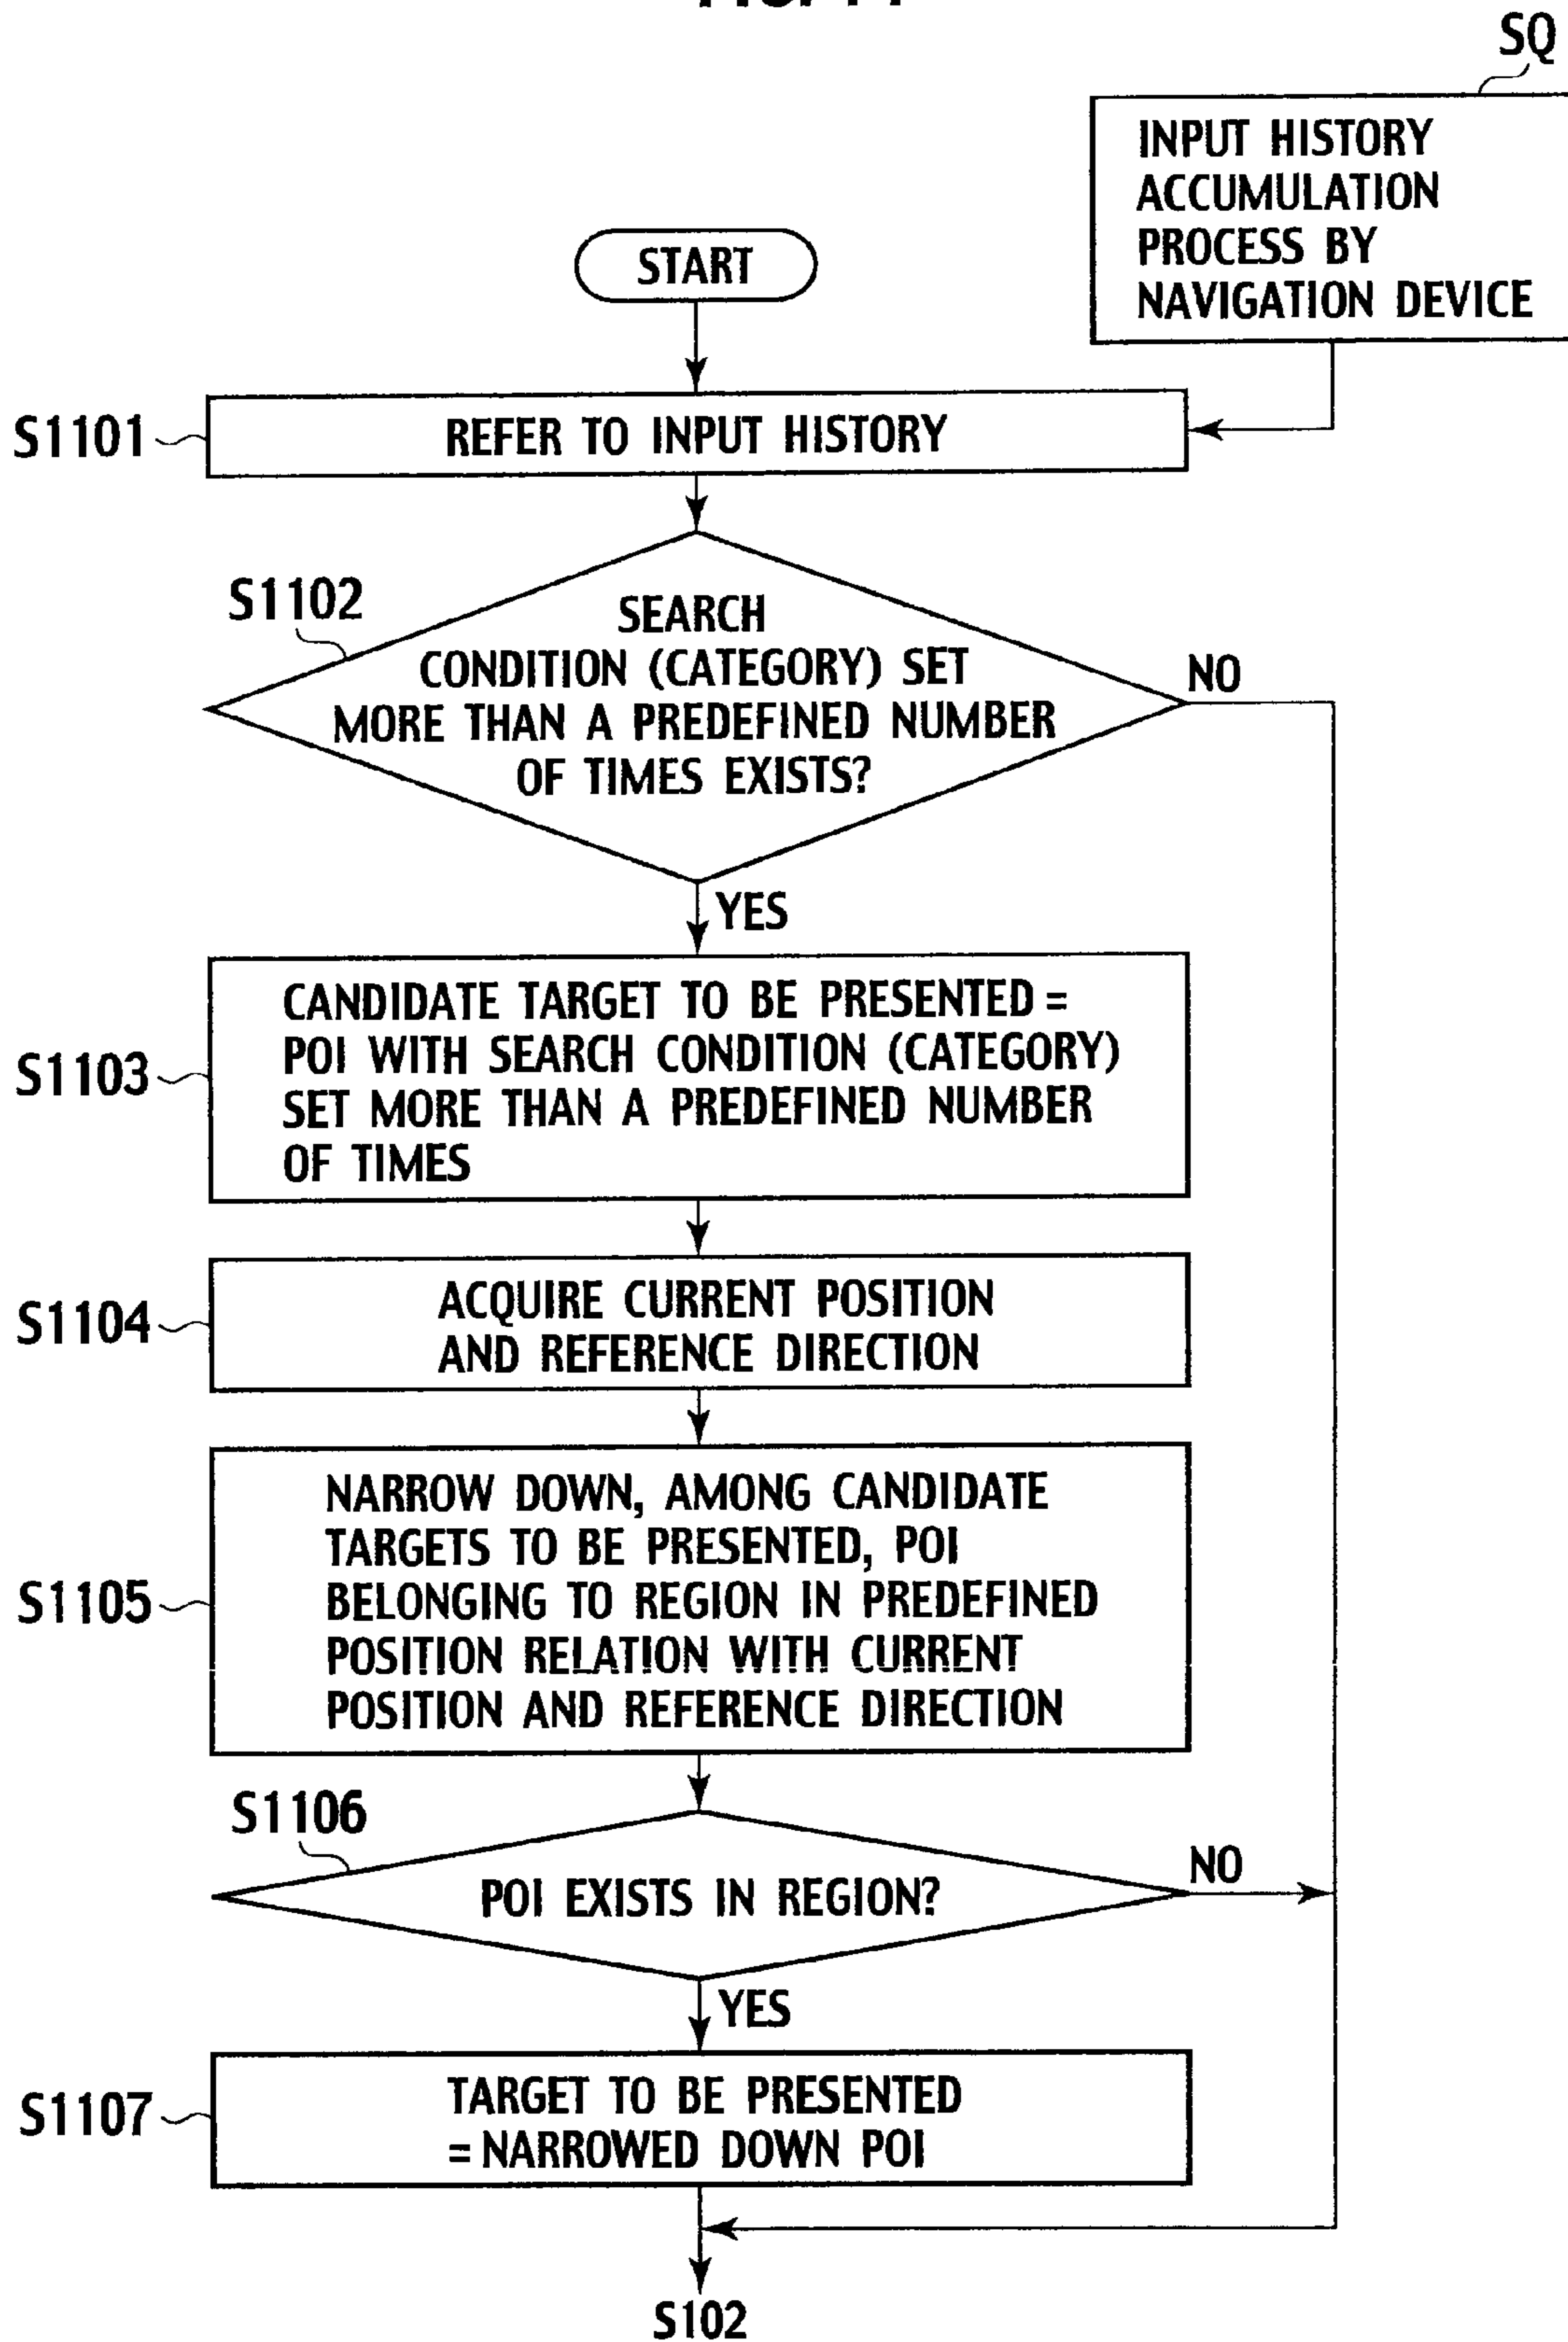 SQ
INPUT HISTORY
ACCUMULATION
PROCESS BY
NAVIGATION DEVICE
START
S1101
REFER TO INPUT HISTORY
S1102
SEARCH
CONDITION (CATEGORY) SET
MORE THAN A PREDEFINED NUMBER
OF TIMES EXISTS?
NO
YES
S1103
CANDIDATE TARGET TO BE PRESENTED =
POI WITH SEARCH CONDITION (CATEGORY)
SET MORE THAN A PREDEFINED NUMBER
OF TIMES
S1104
ACQUIRE CURRENT POSITION
AND REFERENCE DIRECTION
S1105
NARROW DOWN, AMONG CANDIDATE
TARGETS TO BE PRESENTED, POI
BELONGING TO REGION IN PREDEFINED
POSITION RELATION WITH CURRENT
POSITION AND REFERENCE DIRECTION
S1106
POI EXISTS IN REGION?
NO
YES
S1107
TARGET TO BE PRESENTED
= NARROWED DOWN POI
S102